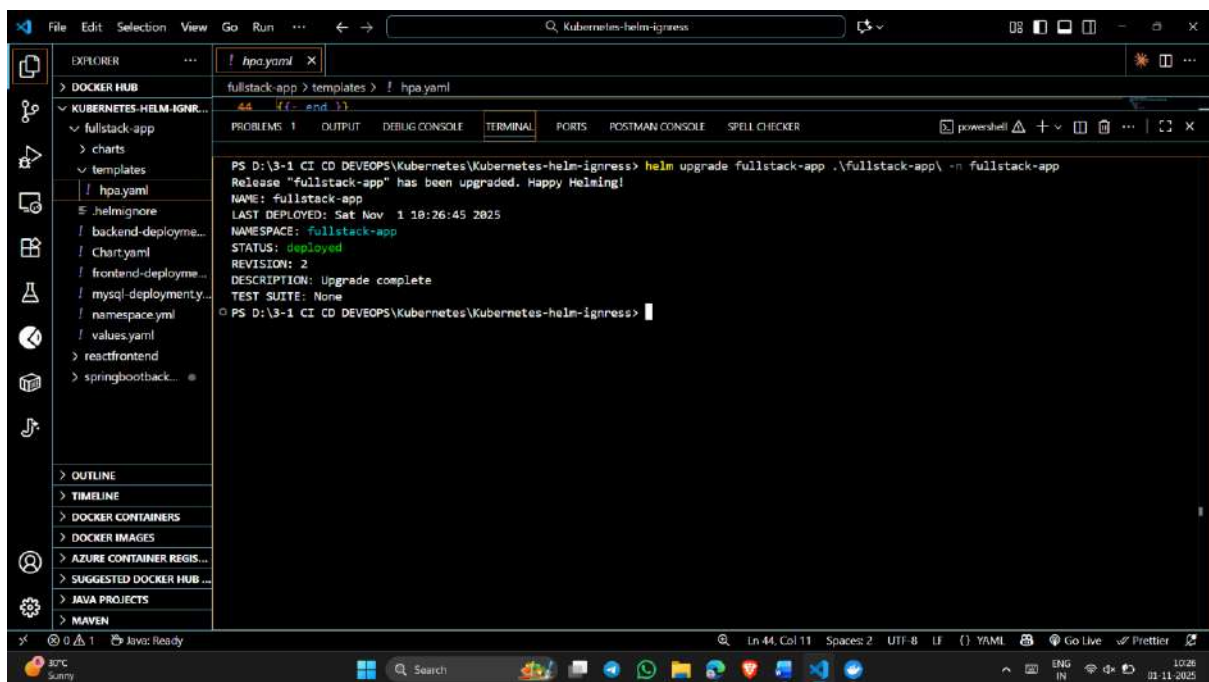 File Edit Selection View Go Run ··· Kubernetes-helm-ignress
EXPLORER ···
DOCKER HUB
KUBERNETES-HELM-IGNR...
fullstack-app
charts
templates
! hpa.yaml
.helmignore
! backend-deployme...
! Chart.yaml
! frontend-deployme...
! mysql-deployment.y...
! namespace.yml
! values.yaml
reactfrontend
springbootback...
OUTLINE
TIMELINE
DOCKER CONTAINERS
DOCKER IMAGES
AZURE CONTAINER REGIS...
SUGGESTED DOCKER HUB ...
JAVA PROJECTS
MAVEN
! hpa.yaml
fullstack-app > templates > ! hpa.yaml
44 {{- end }}
PROBLEMS 1 OUTPUT DEBUG CONSOLE TERMINAL PORTS POSTMAN CONSOLE SPELL CHECKER powershell
PS D:\3-1 CI CD DEVEOPS\Kubernetes\Kubernetes-helm-ignress> helm upgrade fullstack-app .\fullstack-app\ -n fullstack-app
Release "fullstack-app" has been upgraded. Happy Helming!
NAME: fullstack-app
LAST DEPLOYED: Sat Nov 1 10:26:45 2025
NAMESPACE: fullstack-app
STATUS: deployed
REVISION: 2
DESCRIPTION: Upgrade complete
TEST SUITE: None
PS D:\3-1 CI CD DEVEOPS\Kubernetes\Kubernetes-helm-ignress>
0 1 Java: Ready Ln 44, Col 11 Spaces: 2 UTF-8 LF {} YAML Go Live Prettier
30°C
Sunny
Search
ENG
IN
10:26
01-11-2025